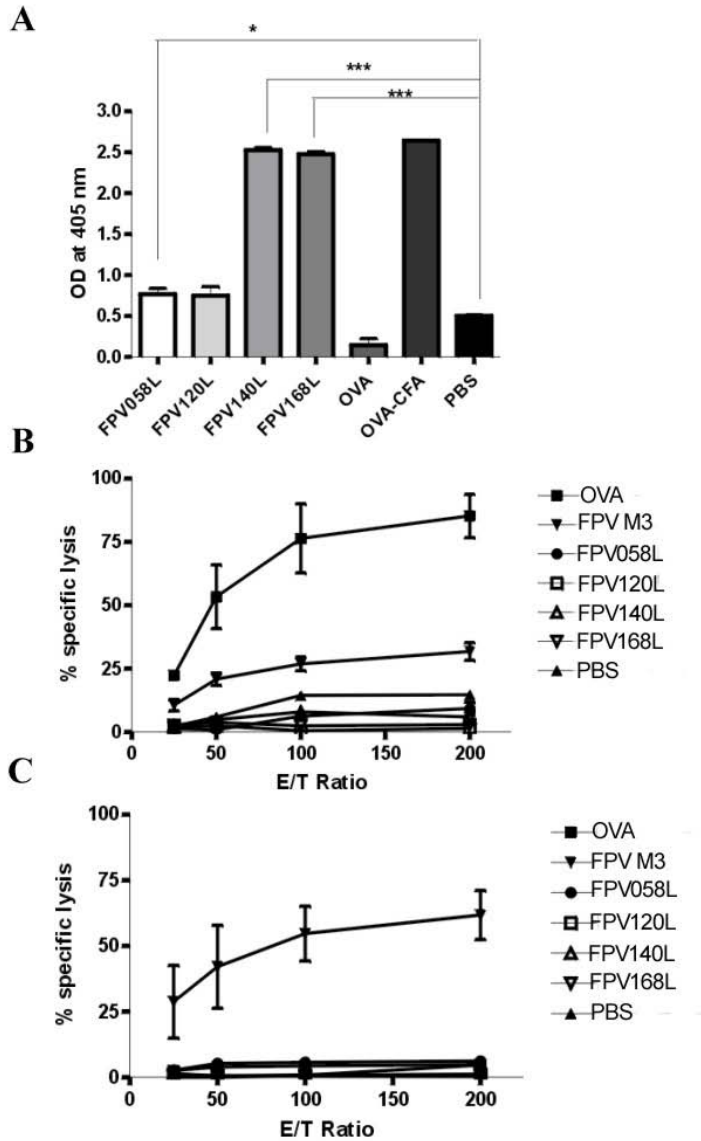 A
*
***
***
OD at 405 nm
3.0
2.5
2.0
1.5
1.0
0.5
0.0
FPV058L
FPV120L
FPV140L
FPV168L
OVA
OVA-CFA
PBS
B
% specific lysis
100
75
50
25
0
0
50
100
150
200
E/T Ratio
OVA
FPV M3
FPV058L
FPV120L
FPV140L
FPV168L
PBS
C
% specific lysis
100
75
50
25
0
0
50
100
150
200
E/T Ratio
OVA
FPV M3
FPV058L
FPV120L
FPV140L
FPV168L
PBS